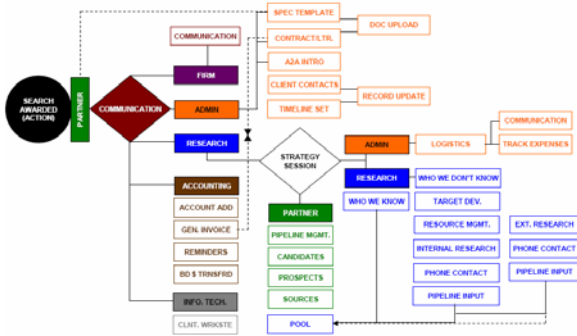 SPEC TEMPLATE
DOC UPLOAD
COMMUNICATION
CONTRACT/LTR.
A2A INTRO
FIRM
CLIENT CONTACTS
RECORD UPDATE
SEARCH
AWARDED
(ACTION)
PARTNER
COMMUNICATION
ADMIN
TIMELINE SET
RESEARCH
STRATEGY
SESSION
ADMIN
LOGISTICS
COMMUNICATION
TRACK EXPENSES
RESEARCH
WHO WE DON'T KNOW
ACCOUNTING
WHO WE KNOW
TARGET DEV.
ACCOUNT ADD
PARTNER
RESOURCE MGMT.
EXT. RESEARCH
GEN. INVOICE
PIPELINE MGMT.
INTERNAL RESEARCH
PHONE CONTACT
REMINDERS
CANDIDATES
PHONE CONTACT
PIPELINE INPUT
BD $ TRNSFRD
PROSPECTS
PIPELINE INPUT
INFO. TECH.
SOURCES
CLNT. WRKSTE
POOL